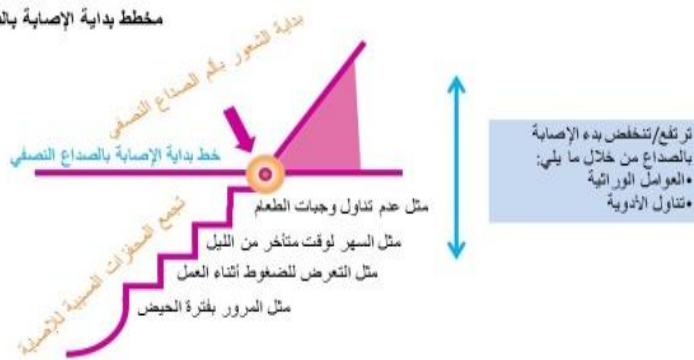 مخطط بداية الإصابة
بداية الشعور بألم الصداع النصفي
خط بداية الإصابة بالصداع النصفي
تجمع المحفزات المسببة للإصابة
مثل عدم تناول وجبات الطعام
مثل السهر لوقت متأخر من الليل
مثل التعرض للضغوط أثناء العمل
مثل المرور بفترة الحيض
ترتفع/تنخفض بدء الإصابة
بالصداع من خلال ما يلي:
•العوامل الوراثية
•تناول الأدوية